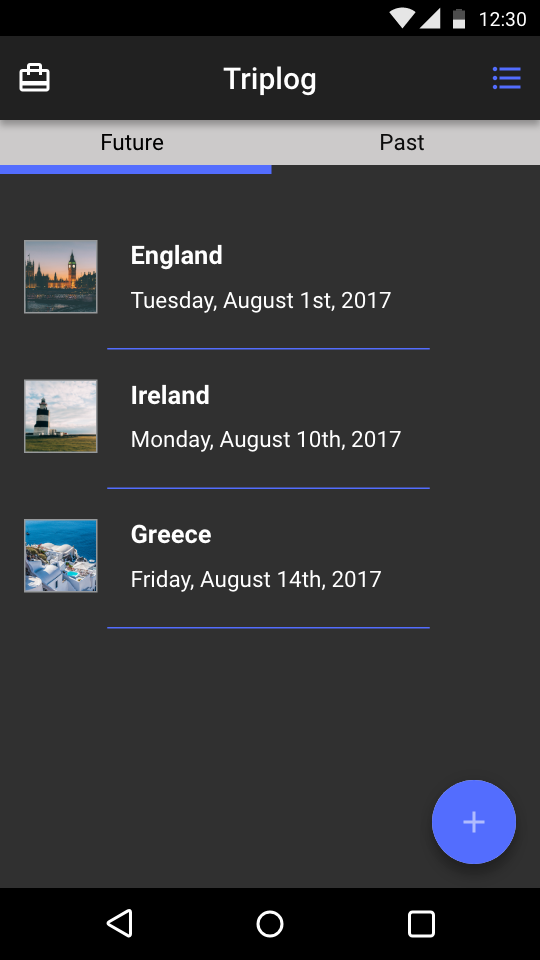 12:30
Triplog
Future
Past
England
Tuesday, August 1st, 2017
Ireland
Monday, August 10th, 2017
Greece
Friday, August 14th, 2017